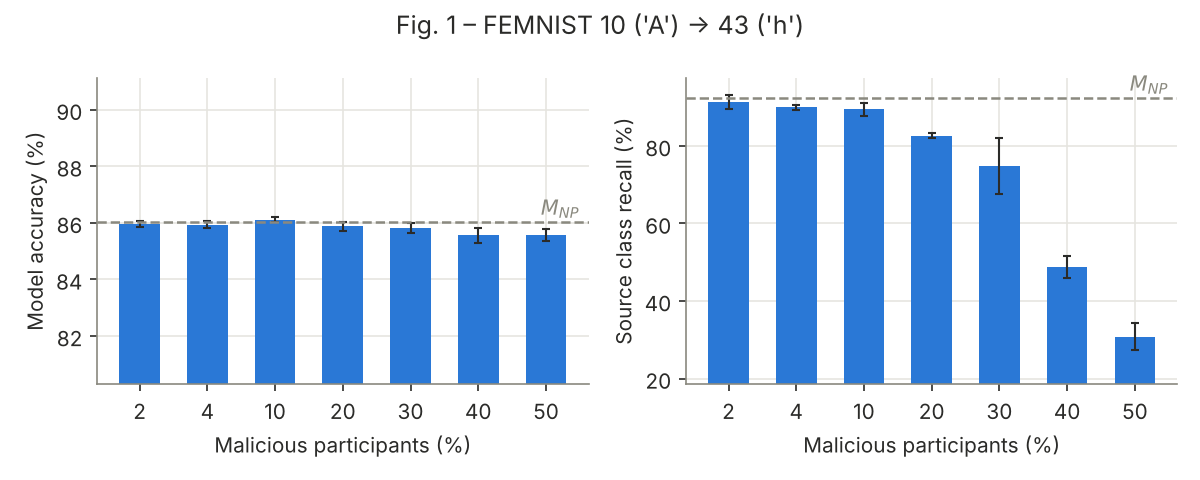 Fig. 1 – FEMNIST 10 ('A') → 43 ('h')
Model accuracy (%)
90
88
86
84
82
M_NP
2 4 10 20 30 40 50
Malicious participants (%)
Source class recall (%)
80
60
40
20
M_NP
2 4 10 20 30 40 50
Malicious participants (%)